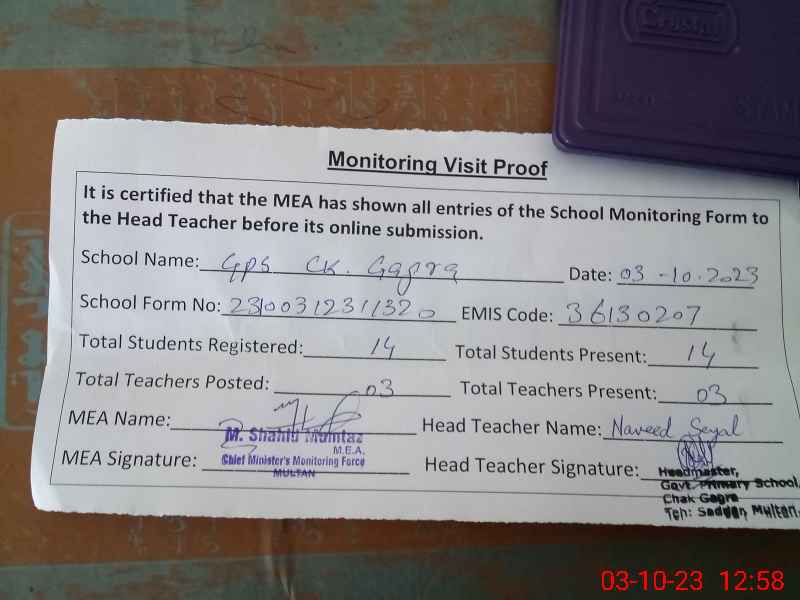 Crystal
Monitoring Visit Proof
It is certified that the MEA has shown all entries of the School Monitoring Form to
the Head Teacher before its online submission.
School Name: GPS CK. Gagra Date: 03-10.2023
School Form No: 23100312311320 EMIS Code: 36130207
Total Students Registered: 14 Total Students Present: 14
Total Teachers Posted: 03 Total Teachers Present: 03
MEA Name: Head Teacher Name: Naveed Seyal
M. Shahid Mumtaz
M.E.A.
MEA Signature: Chief Minister's Monitoring Force Head Teacher Signature:
MULTAN
Headmaster,
Govt. Primary School,
Chak Gagra
Teh: Saddar Multan.
03-10-23 12:58